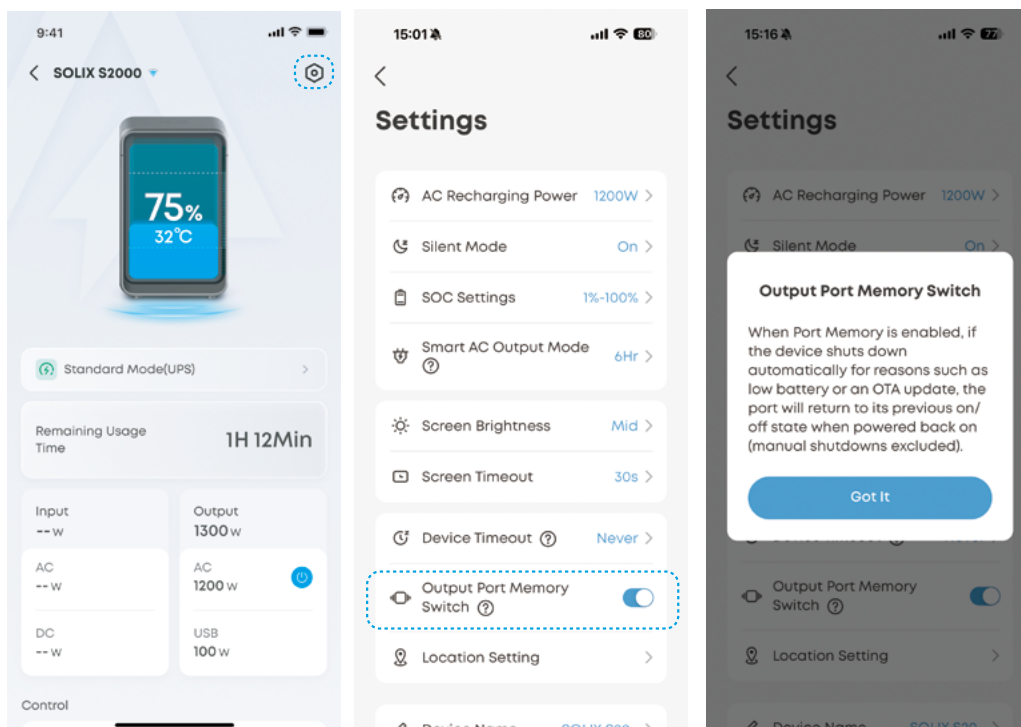 9:41
SOLIX S2000
75%
32°C
Standard Mode(UPS)
Remaining Usage
Time
1H 12Min
Input
-- w
Output
1300 w
AC
-- w
AC
1200 w
DC
-- w
USB
100 w
Control
15:01
80
Settings
AC Recharging Power 1200W
Silent Mode On
SOC Settings 1%-100%
Smart AC Output Mode
? 6Hr
Screen Brightness Mid
Screen Timeout 30s
Device Timeout ? Never
Output Port Memory
Switch ?
Location Setting
Device Name
15:16
77
Settings
AC Recharging Power 1200W
Silent Mode On
Output Port Memory Switch
When Port Memory is enabled, if
the device shuts down
automatically for reasons such as
low battery or an OTA update, the
port will return to its previous on/
off state when powered back on
(manual shutdowns excluded).
Got It
Output Port Memory
Switch ?
Location Setting
Device Name